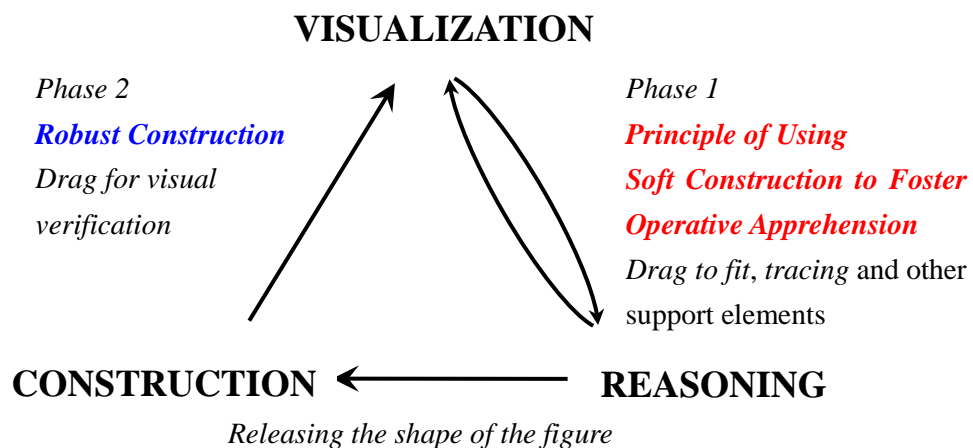 VISUALIZATION
Phase 2
Robust Construction
Drag for visual
verification
Phase 1
Principle of Using
Soft Construction to Foster
Operative Apprehension
Drag to fit, tracing and other
support elements
CONSTRUCTION
REASONING
Releasing the shape of the figure